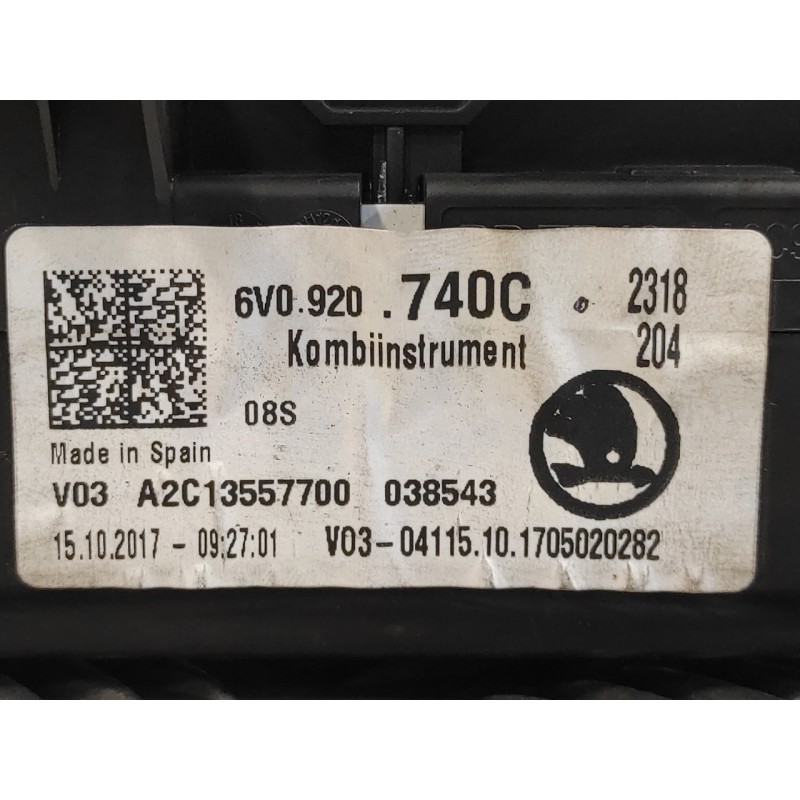 6V0.920 .740C . 2318
Kombiinstrument 204
08S
Made in Spain
V03 A2C13557700 038543
15.10.2017 - 09:27:01 V03-04115.10.1705020282